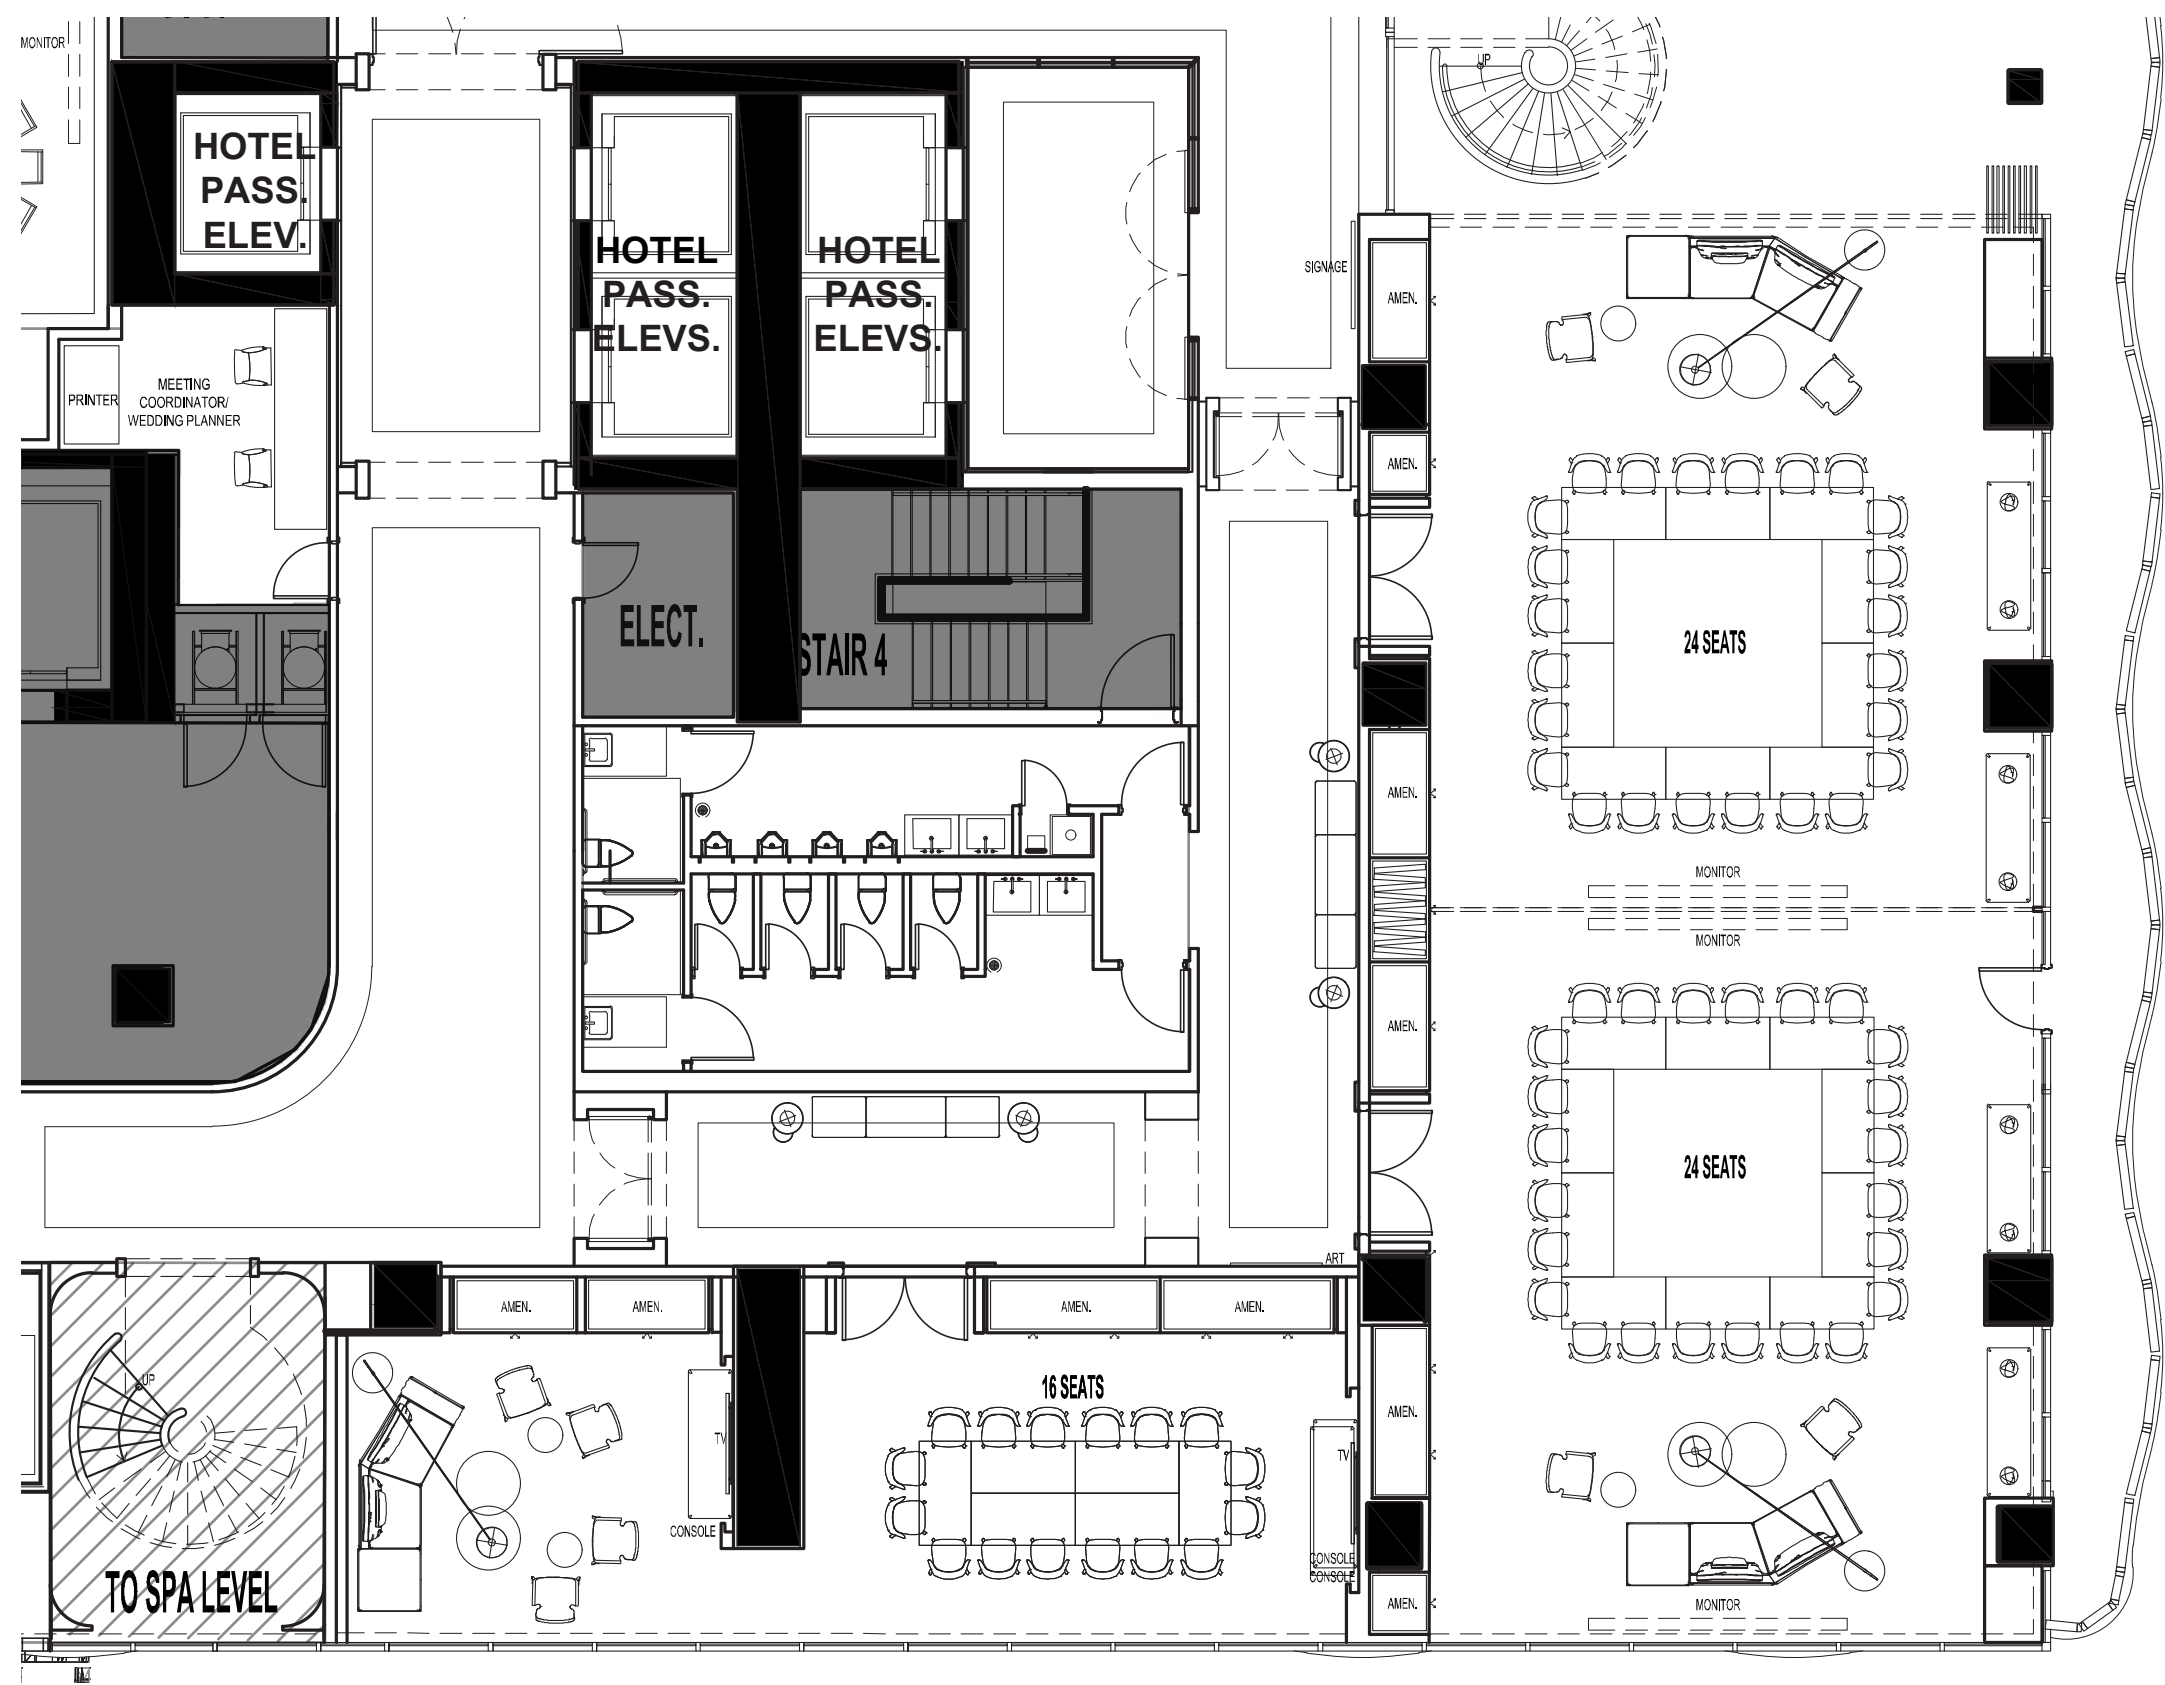 MONITOR
HOTEL
PASS.
ELEV.
HOTEL
PASS.
ELEVS.
HOTEL
PASS.
ELEVS.
UP
SIGNAGE
AMEN.
PRINTER
MEETING
COORDINATOR/
WEDDING PLANNER
AMEN.
ELECT.
STAIR 4
24 SEATS
AMEN.
MONITOR
MONITOR
AMEN.
24 SEATS
ART
AMEN.
AMEN.
AMEN.
AMEN.
UP
16 SEATS
AMEN.
TV
TV
CONSOLE
CONSOLE
CONSOLE
TO SPA LEVEL
AMEN.
MONITOR